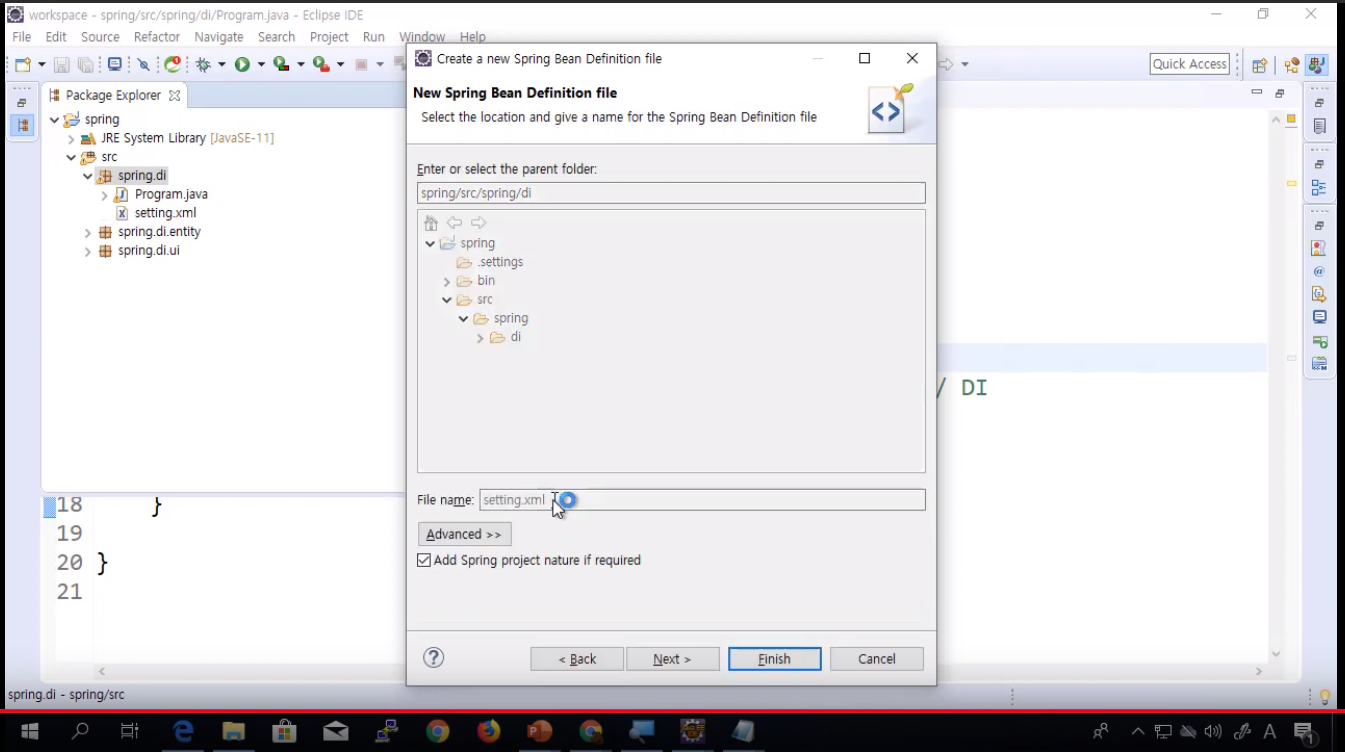 workspace - spring/src/spring/di/Program.java - Eclipse IDE
File Edit Source Refactor Navigate Search Project Run Window Help
Quick Access
Package Explorer
spring
JRE System Library [JavaSE-11]
src
spring.di
Program.java
setting.xml
spring.di.entity
spring.di.ui
/ DI
18 }
19
20 }
21
spring.di - spring/src
Create a new Spring Bean Definition file
New Spring Bean Definition file
Select the location and give a name for the Spring Bean Definition file
Enter or select the parent folder:
spring/src/spring/di
spring
.settings
bin
src
spring
di
File name: setting.xml
Advanced >>
Add Spring project nature if required
? < Back Next > Finish Cancel
A 1